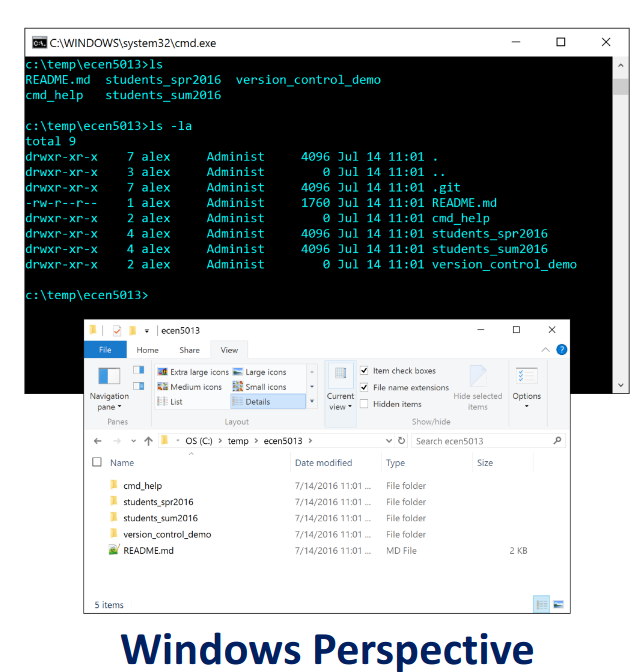 C:\WINDOWS\system32\cmd.exe
c:\temp\ecen5013>ls
README.md  students_spr2016  version_control_demo
cmd_help   students_sum2016
c:\temp\ecen5013>ls -la
total 9
drwxr-xr-x    7 alex     Administ     4096 Jul 14 11:01 .
drwxr-xr-x    3 alex     Administ        0 Jul 14 11:01 ..
drwxr-xr-x    7 alex     Administ     4096 Jul 14 11:01 .git
-rw-r--r--    1 alex     Administ     1760 Jul 14 11:01 README.md
drwxr-xr-x    2 alex     Administ        0 Jul 14 11:01 cmd_help
drwxr-xr-x    4 alex     Administ     4096 Jul 14 11:01 students_spr2016
drwxr-xr-x    4 alex     Administ     4096 Jul 14 11:01 students_sum2016
drwxr-xr-x    2 alex     Administ        0 Jul 14 11:01 version_control_demo
c:\temp\ecen5013>
ecen5013
File Home Share View
Extra large icons Large icons
Medium icons Small icons
List Details
Navigation pane
Panes
Layout
Current view
Item check boxes
File name extensions
Hidden items
Hide selected items
Show/hide
Options
OS (C:) > temp > ecen5013 >
Search ecen5013
Name Date modified Type Size
cmd_help 7/14/2016 11:01 ... File folder
students_spr2016 7/14/2016 11:01 ... File folder
students_sum2016 7/14/2016 11:01 ... File folder
version_control_demo 7/14/2016 11:01 ... File folder
README.md 7/14/2016 11:01 ... MD File 2 KB
5 items
Windows Perspective